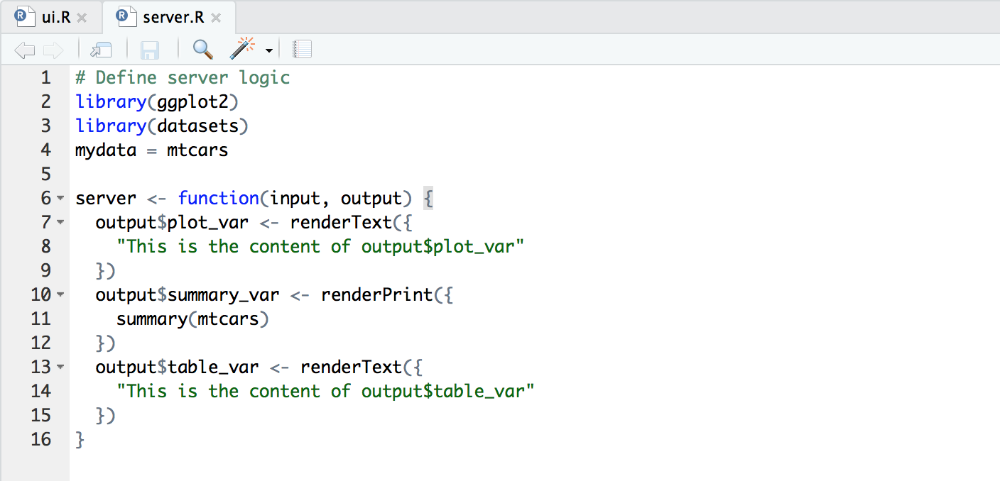 ui.R
server.R
1 # Define server logic
2 library(ggplot2)
3 library(datasets)
4 mydata = mtcars
5
6 server <- function(input, output) {
7   output$plot_var <- renderText({
8     "This is the content of output$plot_var"
9   })
10   output$summary_var <- renderPrint({
11     summary(mtcars)
12   })
13   output$table_var <- renderText({
14     "This is the content of output$table_var"
15   })
16 }